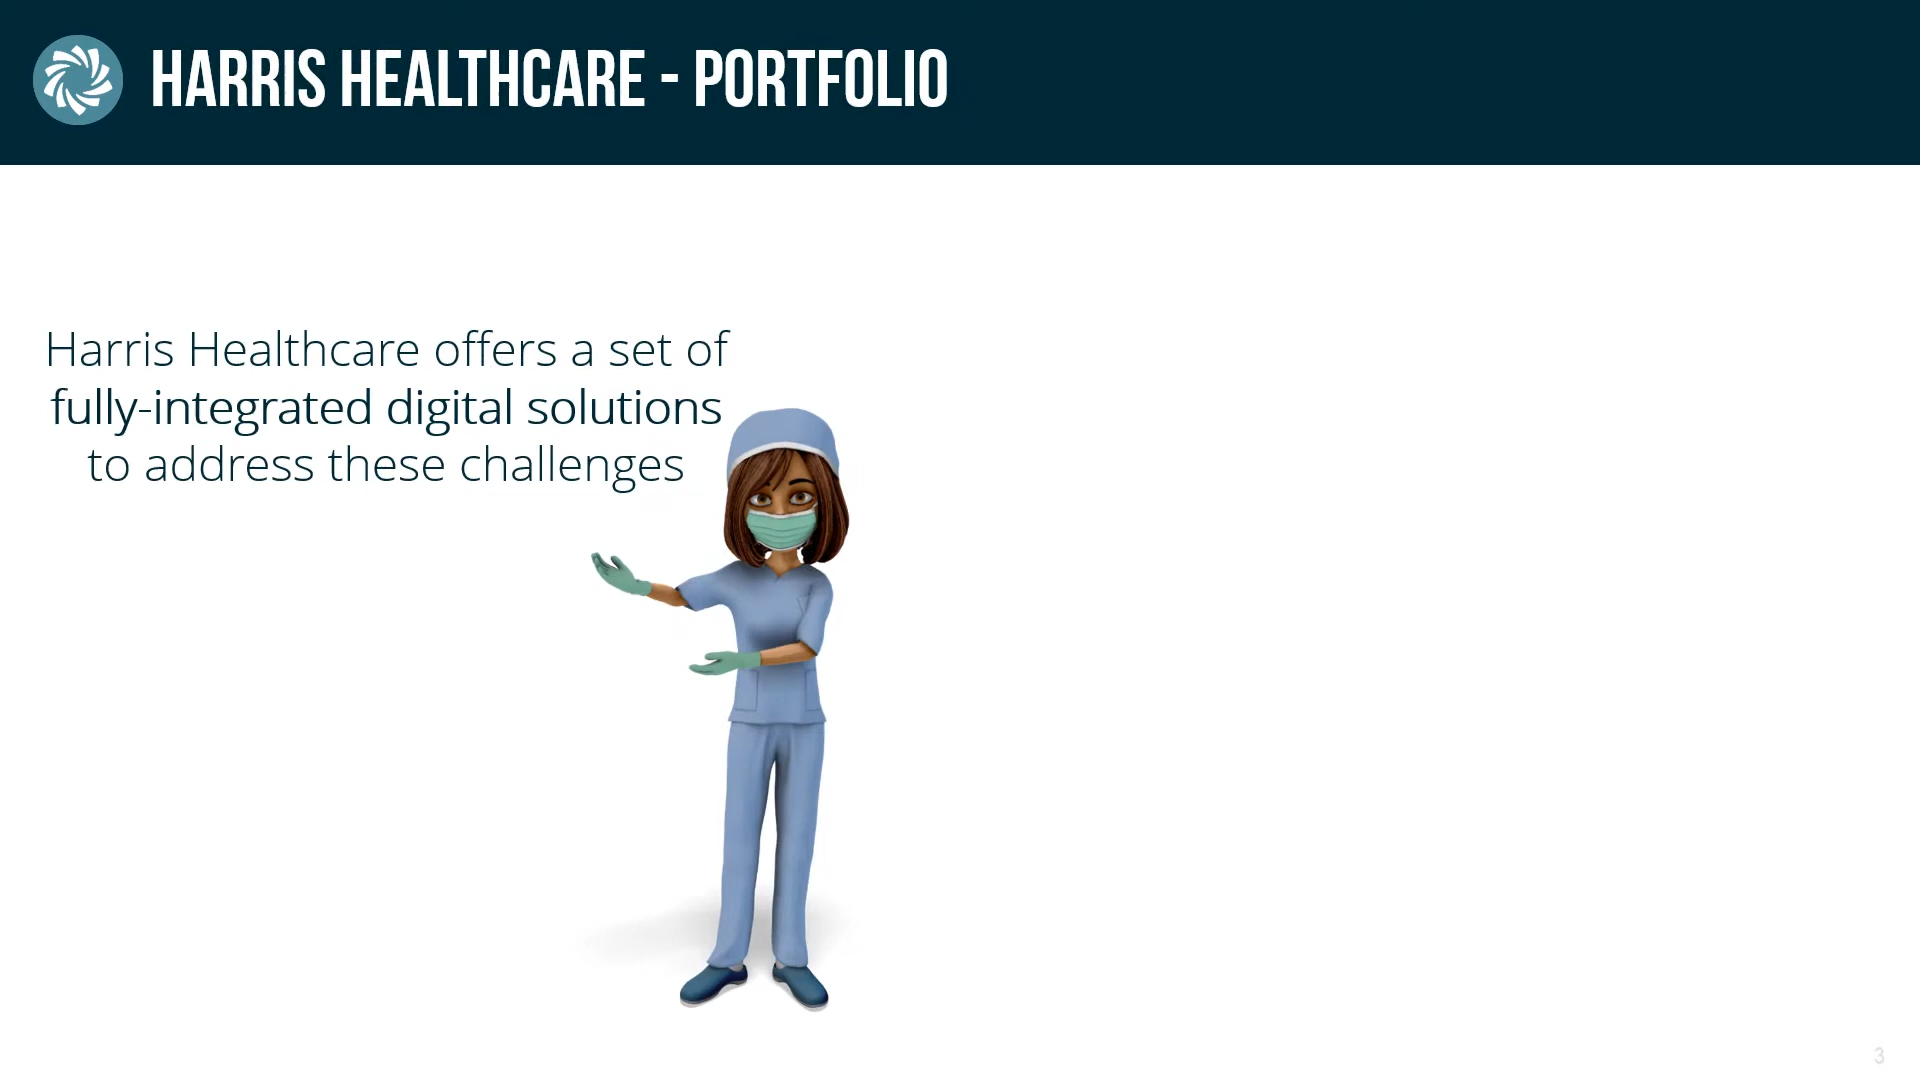 HARRIS HEALTHCARE - PORTFOLIO
Harris Healthcare offers a set of
fully-integrated digital solutions
to address these challenges
3